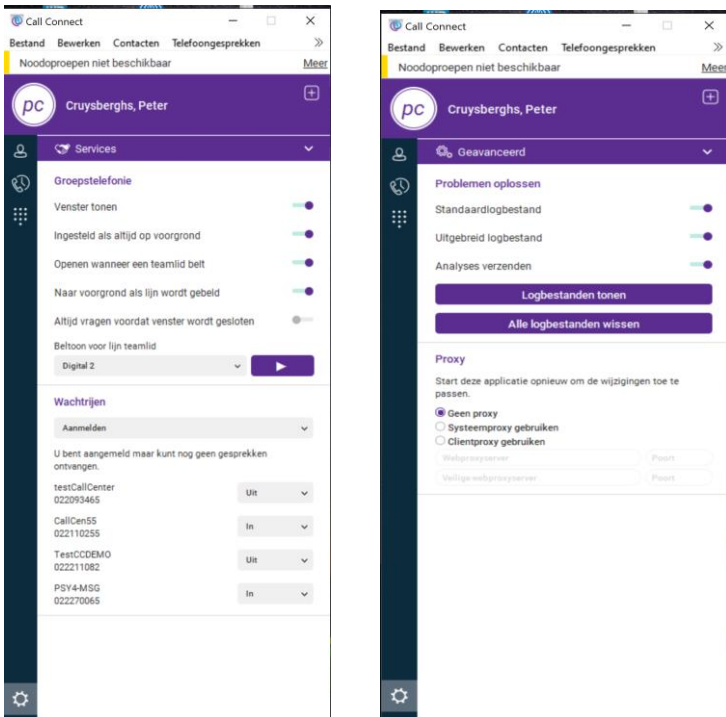 Call Connect
Bestand Bewerken Contacten Telefoongesprekken »
Noodoproepen niet beschikbaar Meer
pc Cruysberghs, Peter
Services
Groepstelefonie
Venster tonen
Ingesteld als altijd op voorgrond
Openen wanneer een teamlid belt
Naar voorgrond als lijn wordt gebeld
Altijd vragen voordat venster wordt gesloten
Beltoon voor lijn teamlid
Digital 2
Wachtrijen
Aanmelden
U bent aangemeld maar kunt nog geen gesprekken
ontvangen.
testCallCenter
022093465
Uit
CallCen55
022110255
In
TestCCDEMO
022211082
Uit
PSY4-MSG
022270065
In
Call Connect
Bestand Bewerken Contacten Telefoongesprekken »
Noodoproepen niet beschikbaar Meer
pc Cruysberghs, Peter
Geavanceerd
Problemen oplossen
Standaardlogbestand
Uitgebreid logbestand
Analyses verzenden
Logbestanden tonen
Alle logbestanden wissen
Proxy
Start deze applicatie opnieuw om de wijzigingen toe te
passen.
Geen proxy
Systeemproxy gebruiken
Clientproxy gebruiken
Webproxyserver Poort
Veilige-webproxyserver Poort